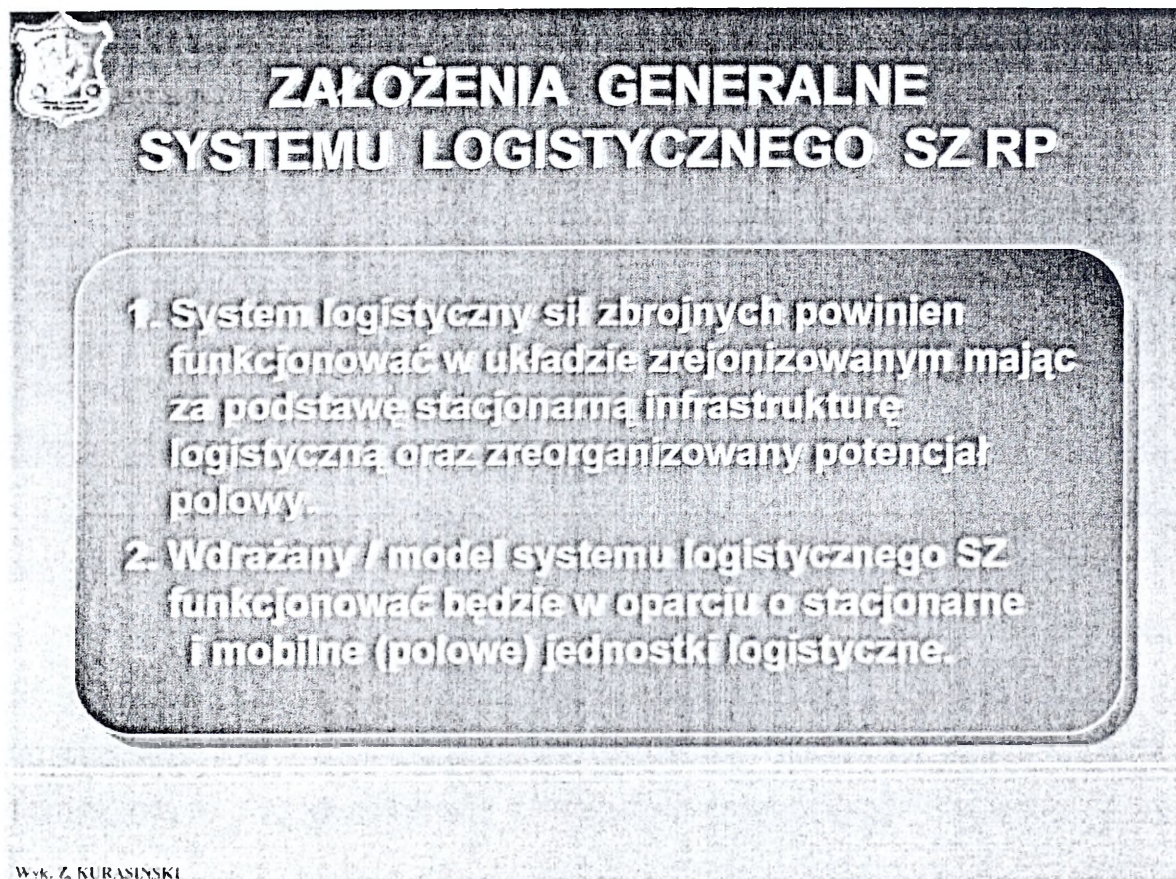 ZAŁOŻENIA GENERALNE
SYSTEMU LOGISTYCZNEGO SZ RP
1. System logistyczny sił zbrojnych powinien
funkcjonować w układzie zrejonizowanym mając
za podstawę stacjonarną infrastrukturę
logistyczną oraz zreorganizowany potencjał
polowy.
2. Wdrażany / model systemu logistycznego SZ
funkcjonować będzie w oparciu o stacjonarne
i mobilne (polowe) jednostki logistyczne.
Wyk. Z. KURASIŃSKI